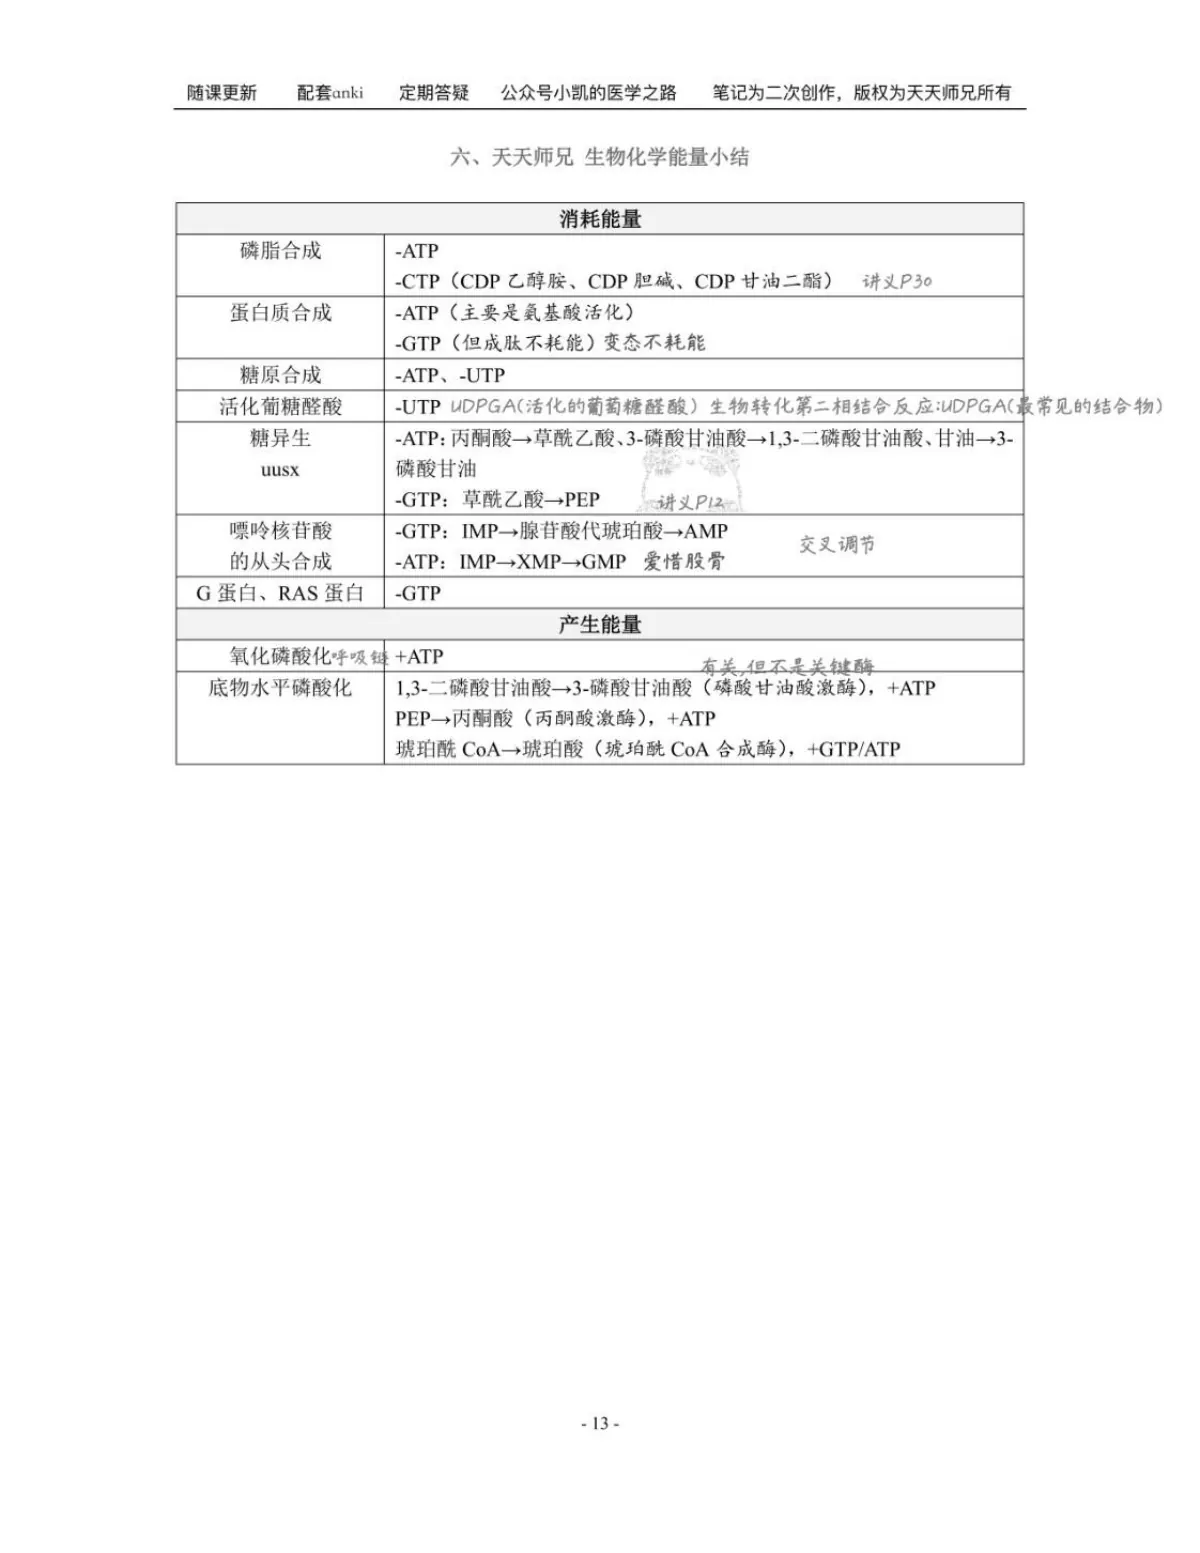 随课更新 配套anki 定期答疑 公众号小凯的医学之路 笔记为二次创作，版权为天天师兄所有
六、天天师兄 生物化学能量小结
消耗能量
磷脂合成 -ATP
-CTP（CDP 乙醇胺、CDP 胆碱、CDP 甘油二酯） 讲义P30
蛋白质合成 -ATP（主要是氨基酸活化）
-GTP（但成肽不耗能）变态不耗能
糖原合成 -ATP、-UTP
活化葡糖醛酸 -UTP UDPGA(活化的葡萄糖醛酸）生物转化第二相结合反应:UDPGA(最常见的结合物)
糖异生 -ATP: 丙酮酸→草酰乙酸、3-磷酸甘油酸→1,3-二磷酸甘油酸、甘油→3-
uusx 磷酸甘油
-GTP：草酰乙酸→PEP 讲义P12
嘌呤核苷酸 -GTP：IMP→腺苷酸代琥珀酸→AMP 交叉调节
的从头合成 -ATP：IMP→XMP→GMP 爱惜股骨
G 蛋白、RAS 蛋白 -GTP
产生能量
氧化磷酸化呼吸链 +ATP 有关,但不是关键酶
底物水平磷酸化 1,3-二磷酸甘油酸→3-磷酸甘油酸（磷酸甘油酸激酶），+ATP
PEP→丙酮酸（丙酮酸激酶），+ATP
琥珀酰 CoA→琥珀酸（琥珀酰 CoA 合成酶），+GTP/ATP
- 13 -